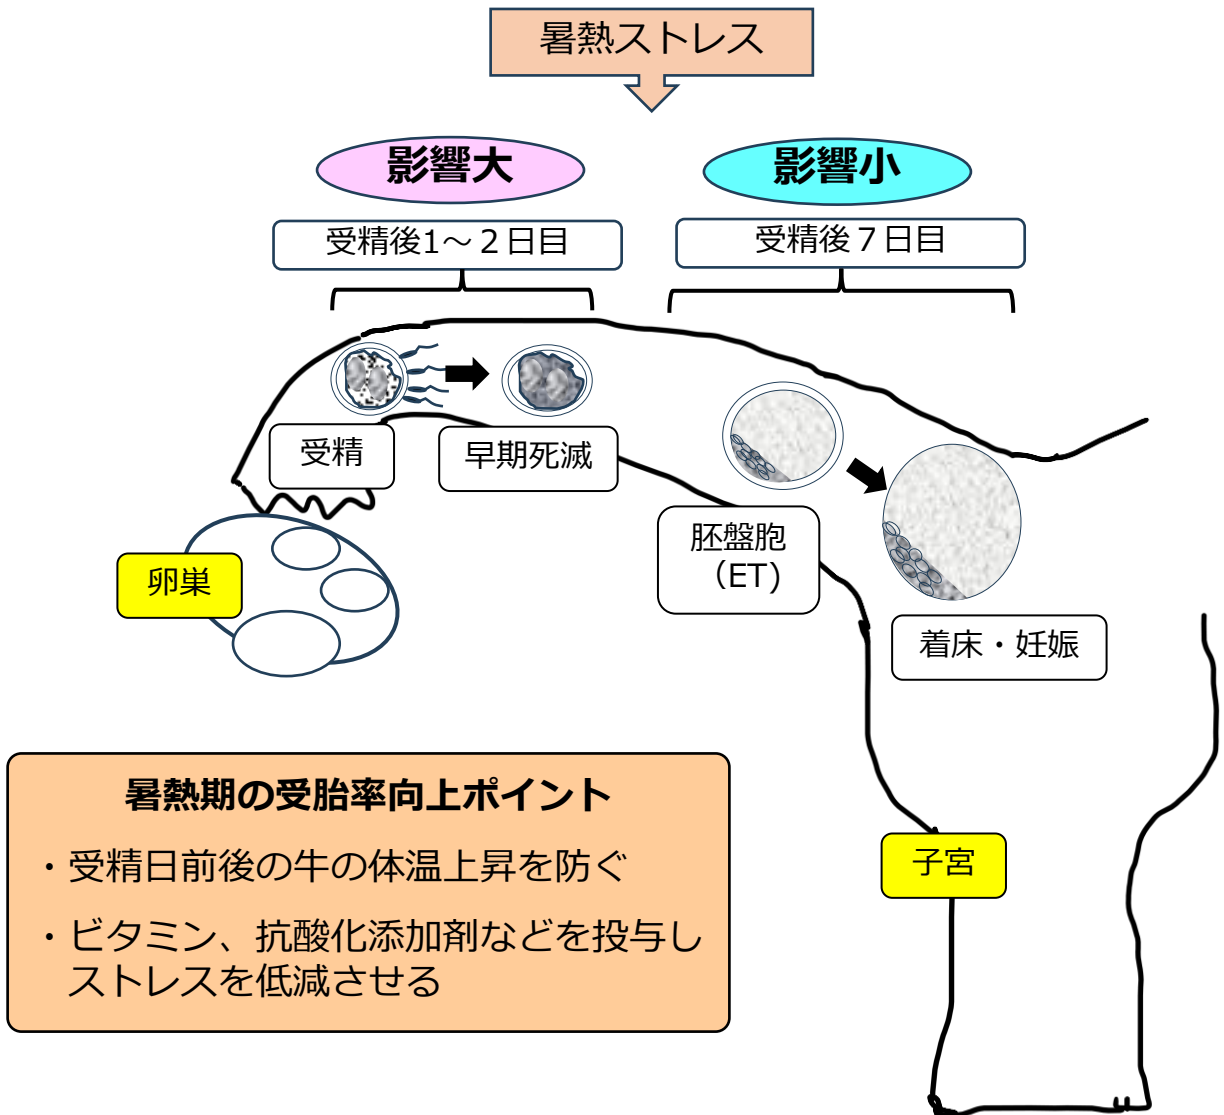 暑熱ストレス
影響大
影響小
受精後1～２日目
受精後７日目
受精
早期死滅
胚盤胞
（ET)
着床・妊娠
卵巣
子宮
暑熱期の受胎率向上ポイント
・受精日前後の牛の体温上昇を防ぐ
・ビタミン、抗酸化添加剤などを投与し
ストレスを低減させる